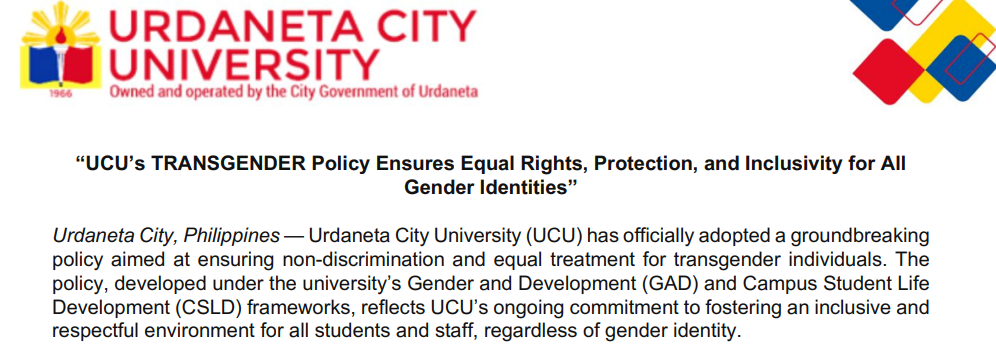 URDANETA CITY
UNIVERSITY
1966
Owned and operated by the City Government of Urdaneta
“UCU’s TRANSGENDER Policy Ensures Equal Rights, Protection, and Inclusivity for All
Gender Identities”
Urdaneta City, Philippines — Urdaneta City University (UCU) has officially adopted a groundbreaking
policy aimed at ensuring non-discrimination and equal treatment for transgender individuals. The
policy, developed under the university’s Gender and Development (GAD) and Campus Student Life
Development (CSLD) frameworks, reflects UCU’s ongoing commitment to fostering an inclusive and
respectful environment for all students and staff, regardless of gender identity.